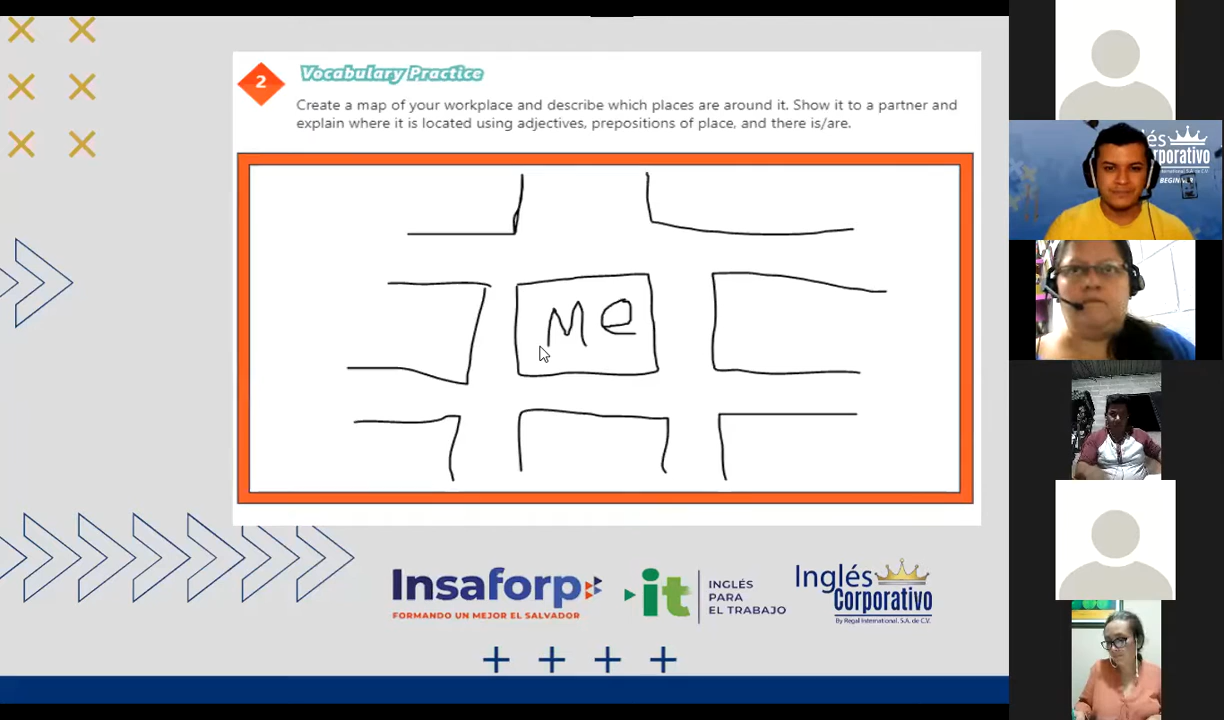 2
Vocabulary Practice
Create a map of your workplace and describe which places are around it. Show it to a partner and
explain where it is located using adjectives, prepositions of place, and there is/are.
Me
Insaforp
FORMANDO UN MEJOR EL SALVADOR
it
INGLÉS
PARA
EL TRABAJO
Inglés
Corporativo
By Regal International, S.A. de C.V.